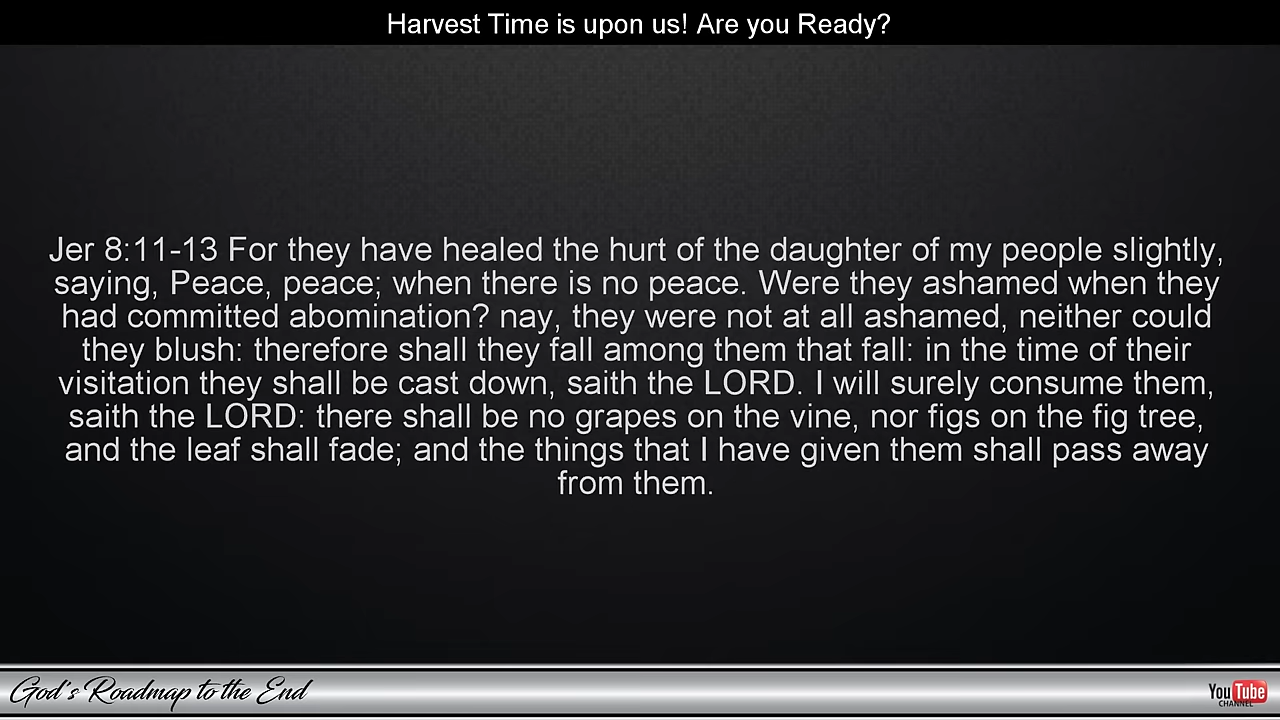 Harvest Time is upon us! Are you Ready?
Jer 8:11-13 For they have healed the hurt of the daughter of my people slightly,
saying, Peace, peace; when there is no peace. Were they ashamed when they
had committed abomination? nay, they were not at all ashamed, neither could
they blush: therefore shall they fall among them that fall: in the time of their
visitation they shall be cast down, saith the LORD. I will surely consume them,
saith the LORD: there shall be no grapes on the vine, nor figs on the fig tree,
and the leaf shall fade; and the things that I have given them shall pass away
from them.
God's Roadmap to the End
YouTube
CHANNEL